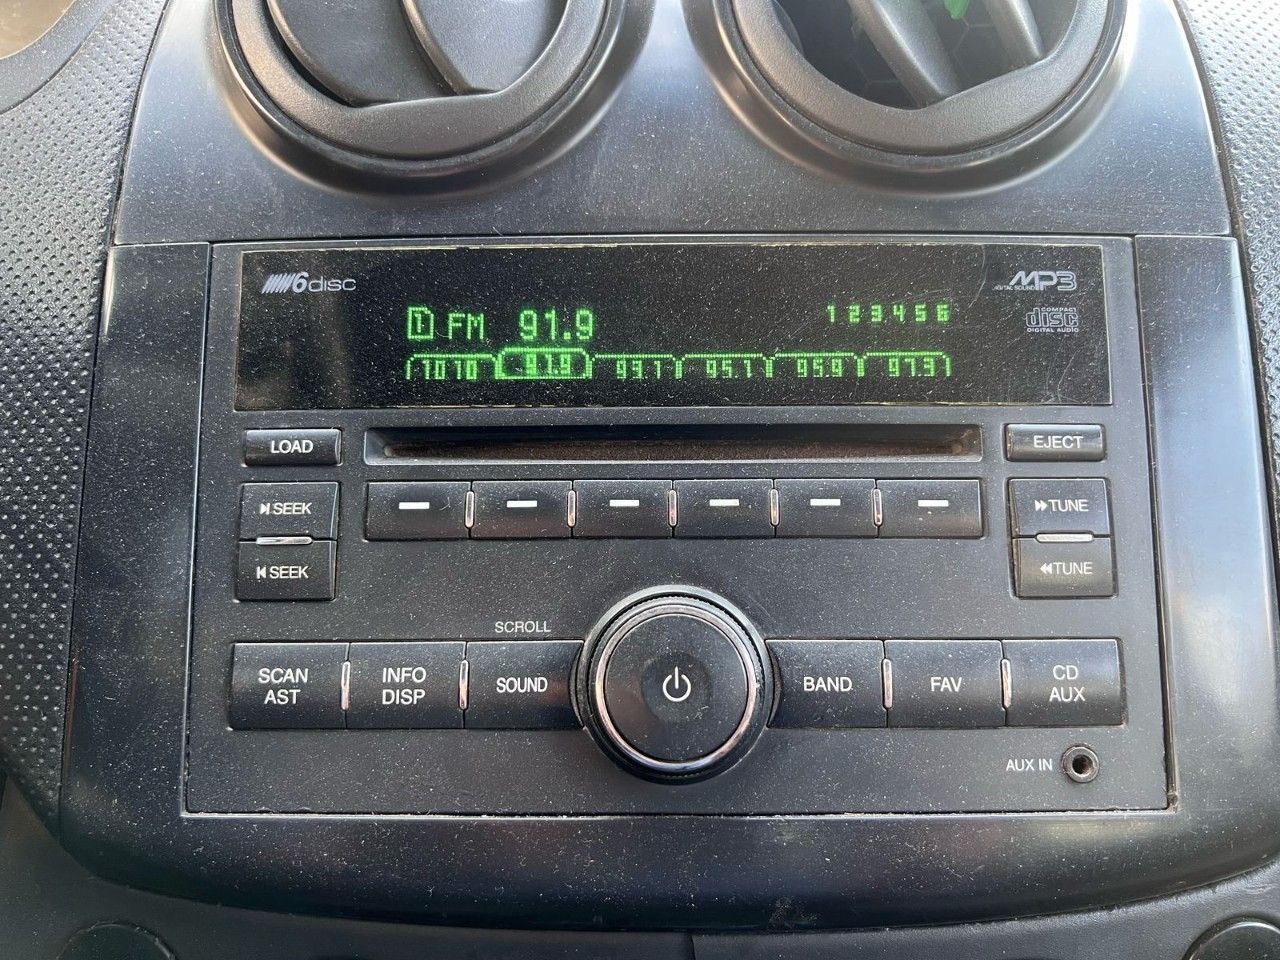 6disc
MP3
DIGITAL SOUND
1 FM 91.9
1 2 3 4 5 6
COMPACT
disc
DIGITAL AUDIO
1070 91.9 93.1 95.1 95.9 97.3
LOAD
EJECT
SEEK
TUNE
SEEK
TUNE
SCROLL
SCAN
AST
INFO
DISP
SOUND
BAND
FAV
CD
AUX
AUX IN